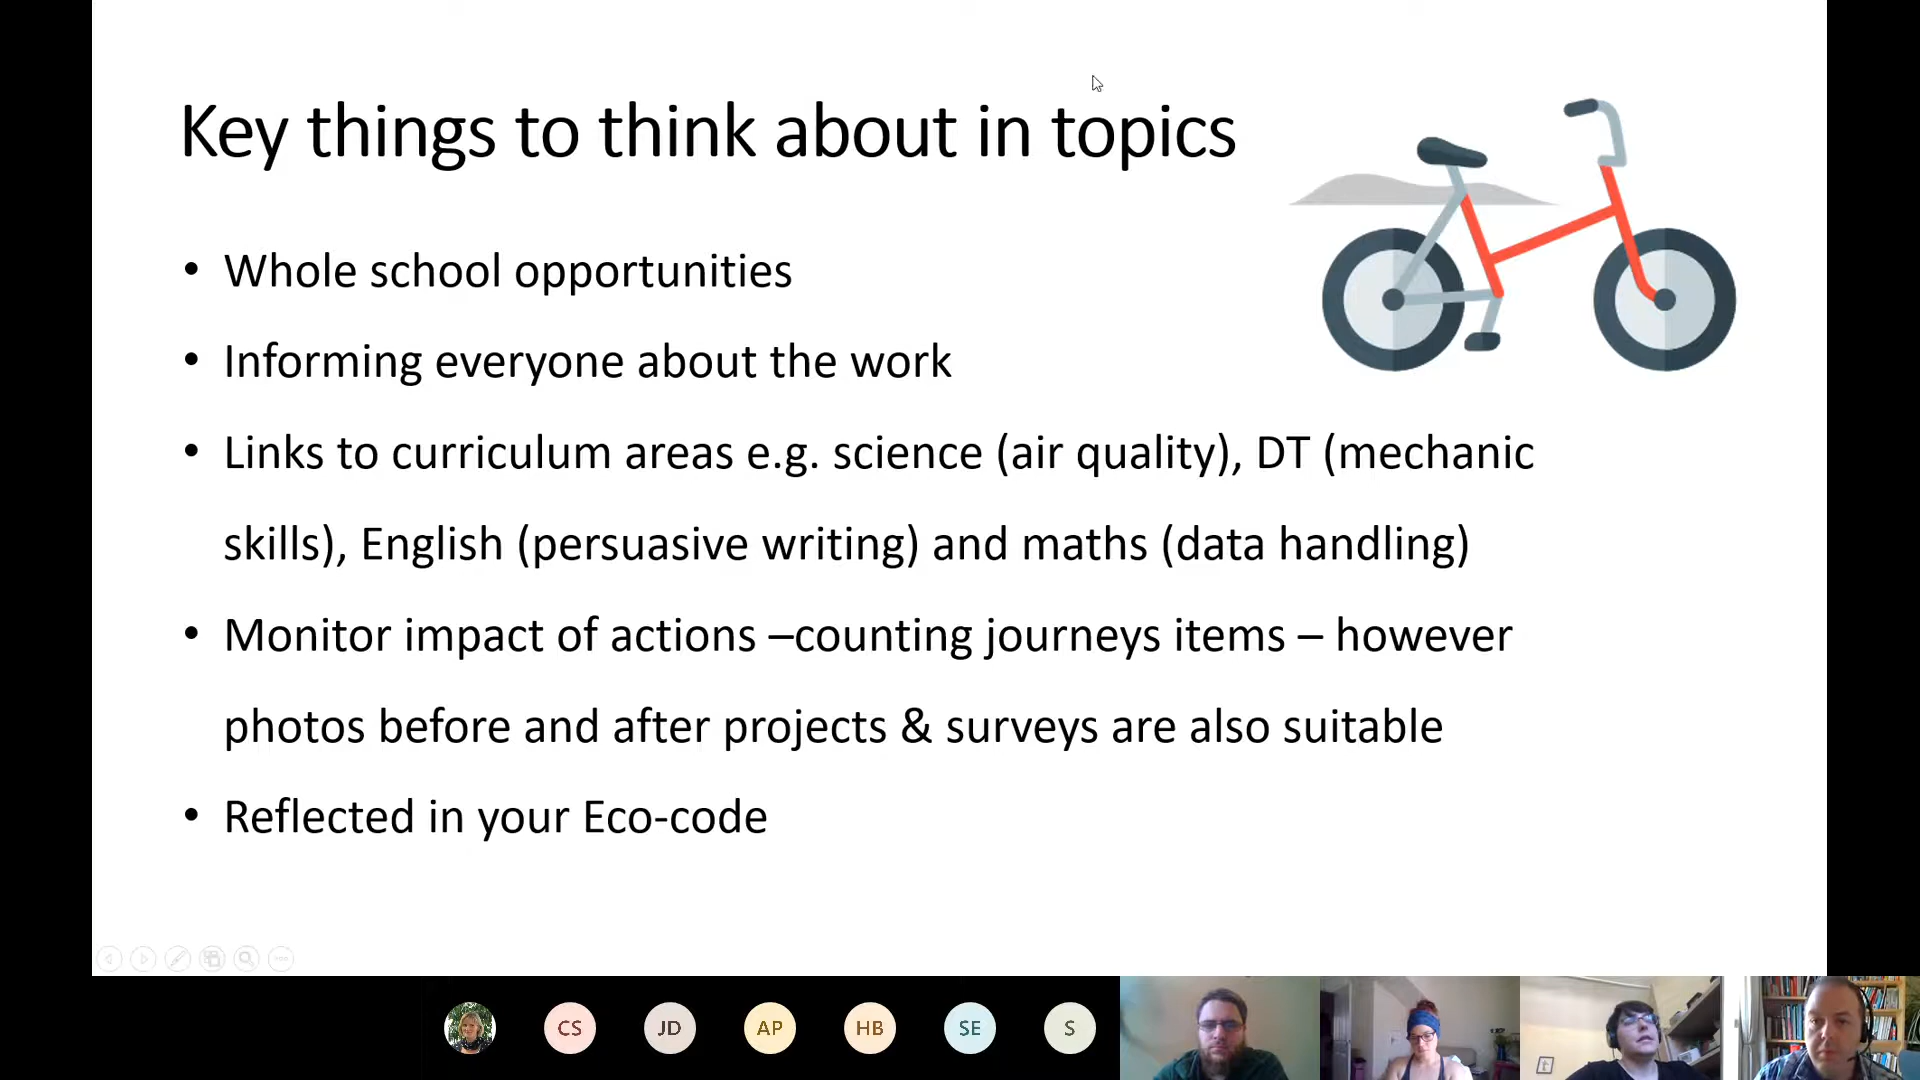 Key things to think about in topics
• Whole school opportunities
• Informing everyone about the work
• Links to curriculum areas e.g. science (air quality), DT (mechanic
skills), English (persuasive writing) and maths (data handling)
• Monitor impact of actions –counting journeys items – however
photos before and after projects & surveys are also suitable
• Reflected in your Eco-code
CS JD AP HB SE S